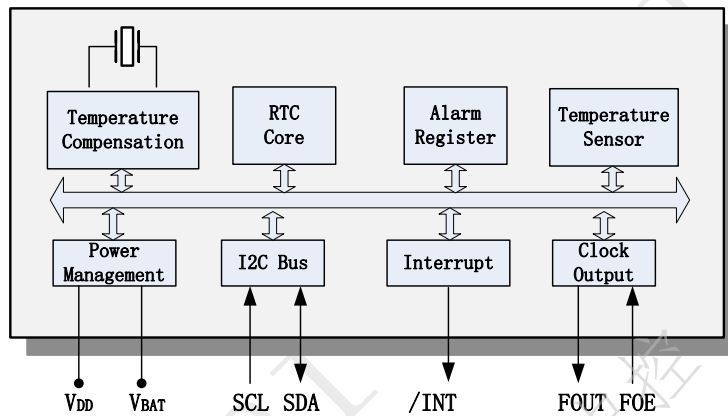 Temperature
Compensation
RTC
Core
Alarm
Register
Temperature
Sensor
Power
Management
I2C Bus
Interrupt
Clock
Output
VDD
VBAT
SCL
SDA
/INT
FOUT
FOE
控